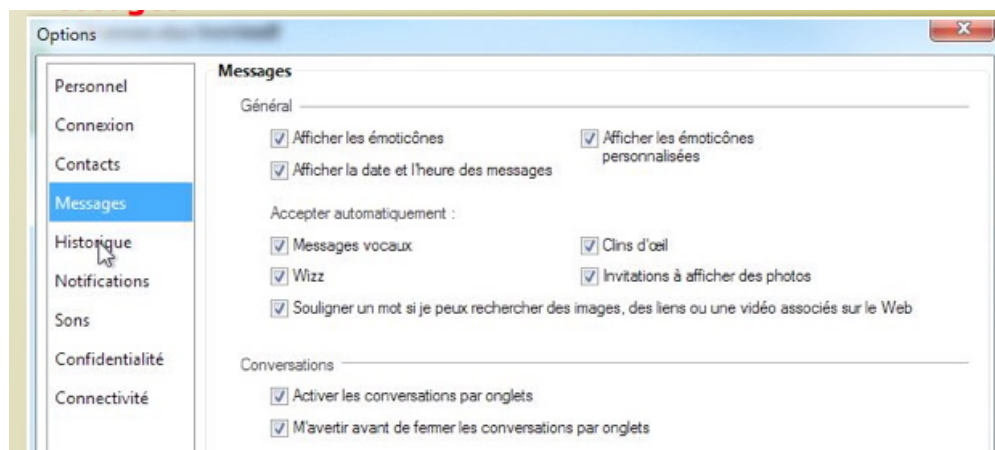 Options
Personnel
Connexion
Contacts
Messages
Historique
Notifications
Sons
Confidentialité
Connectivité
Messages
Général
Afficher les émoticônes
Afficher les émoticônes
personnalisées
Afficher la date et l'heure des messages
Accepter automatiquement :
Messages vocaux
Clins d'œil
Wizz
Invitations à afficher des photos
Souligner un mot si je peux rechercher des images, des liens ou une vidéo associés sur le Web
Conversations
Activer les conversations par onglets
M'avertir avant de fermer les conversations par onglets